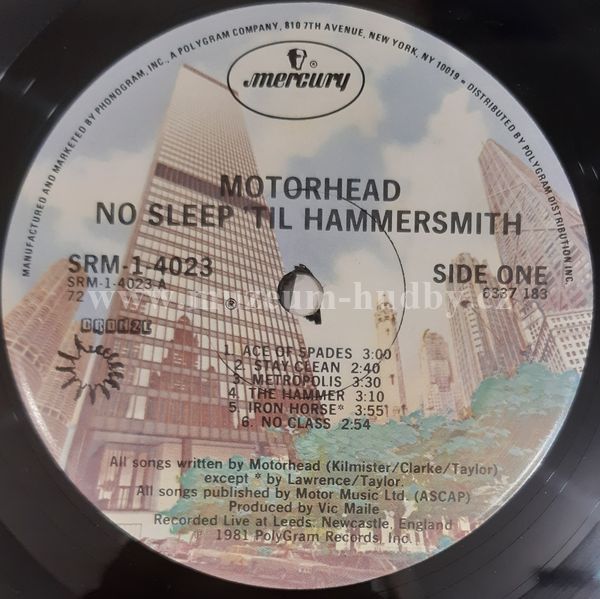 MANUFACTURED AND MARKETED BY PHONOGRAM, INC., A POLYGRAM COMPANY, 810 7TH AVENUE, NEW YORK, NY 10019 • DISTRIBUTED BY POLYGRAM DISTRIBUTION INC.
mercury ®
MOTORHEAD
NO SLEEP 'TIL HAMMERSMITH
SRM-1-4023
SIDE ONE
SRM-1-4023-A
6337 183
72
www.muzeum-hudby.cz
BRONZE
1. ACE OF SPADES 3:00
2. STAY CLEAN 2:40
3. METROPOLIS 3:30
4. THE HAMMER 3:10
5. IRON HORSE* 3:55
6. NO CLASS 2:54
All songs written by Motörhead (Kilmister/Clarke/Taylor)
except * by Lawrence/Taylor.
All songs published by Motor Music Ltd. (ASCAP)
Produced by Vic Maile
Recorded Live at Leeds, Newcastle, England
℗ 1981 PolyGram Records, Inc.